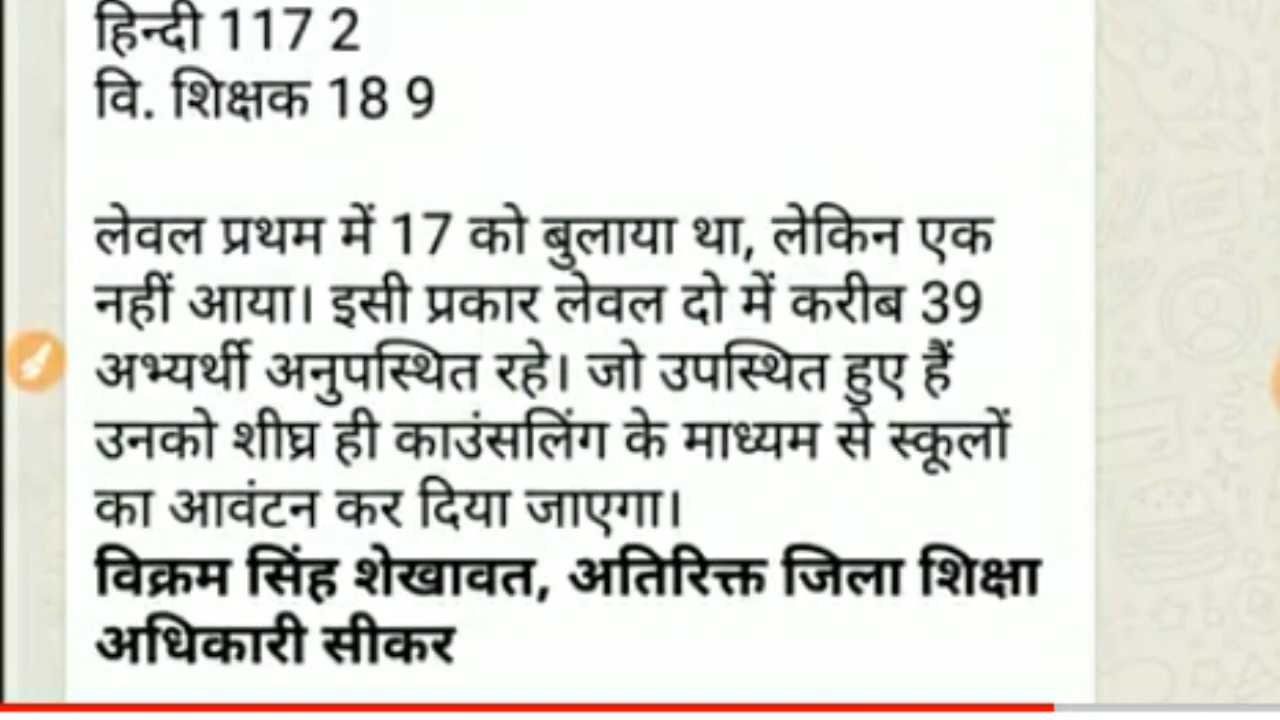 हिन्दी 117 2
वि. शिक्षक 18 9
लेवल प्रथम में 17 को बुलाया था, लेकिन एक
नहीं आया। इसी प्रकार लेवल दो में करीब 39
अभ्यर्थी अनुपस्थित रहे। जो उपस्थित हुए हैं
उनको शीघ्र ही काउंसलिंग के माध्यम से स्कूलों
का आवंटन कर दिया जाएगा।
विक्रम सिंह शेखावत, अतिरिक्त जिला शिक्षा
अधिकारी सीकर